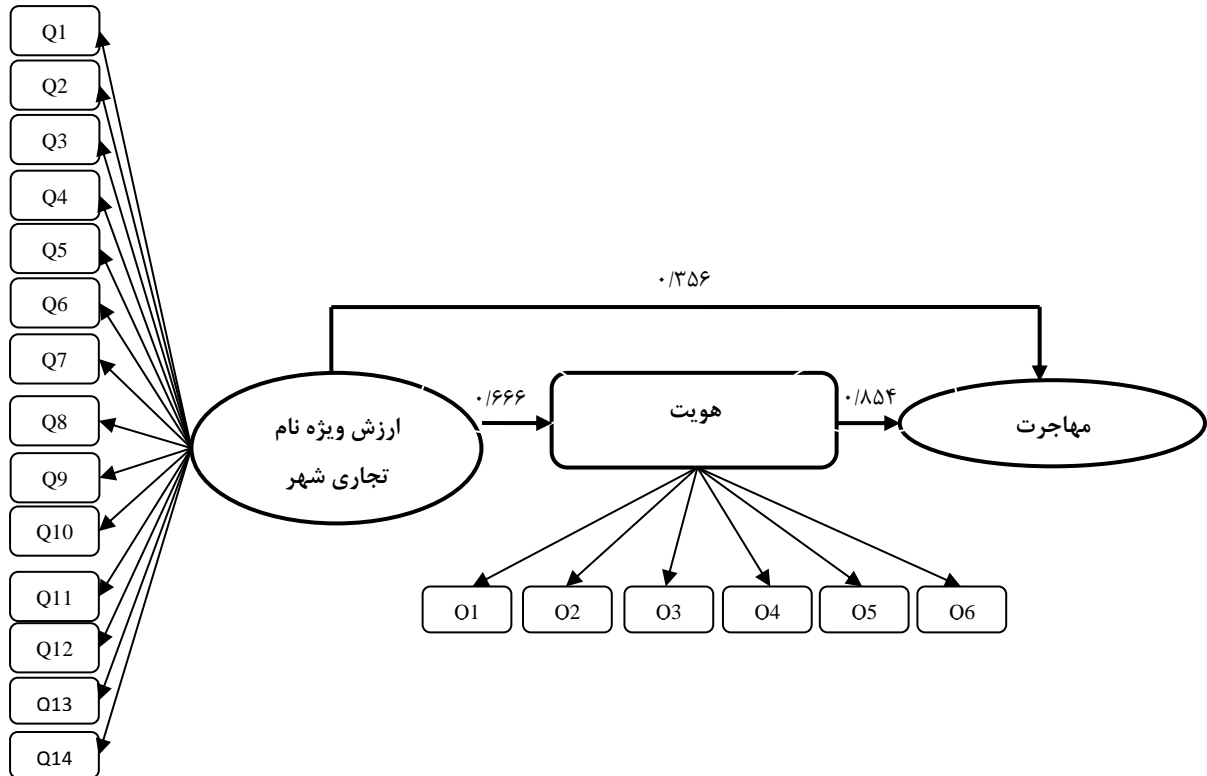 Q1
Q2
Q3
Q4
Q5
Q6
Q7
Q8
Q9
Q10
Q11
Q12
Q13
Q14
۰/۳۵۶
۰/۶۶۶
۰/۸۵۴
ارزش ویژه نام
تجاری شهر
هویت
مهاجرت
O1
O2
O3
O4
O5
O6